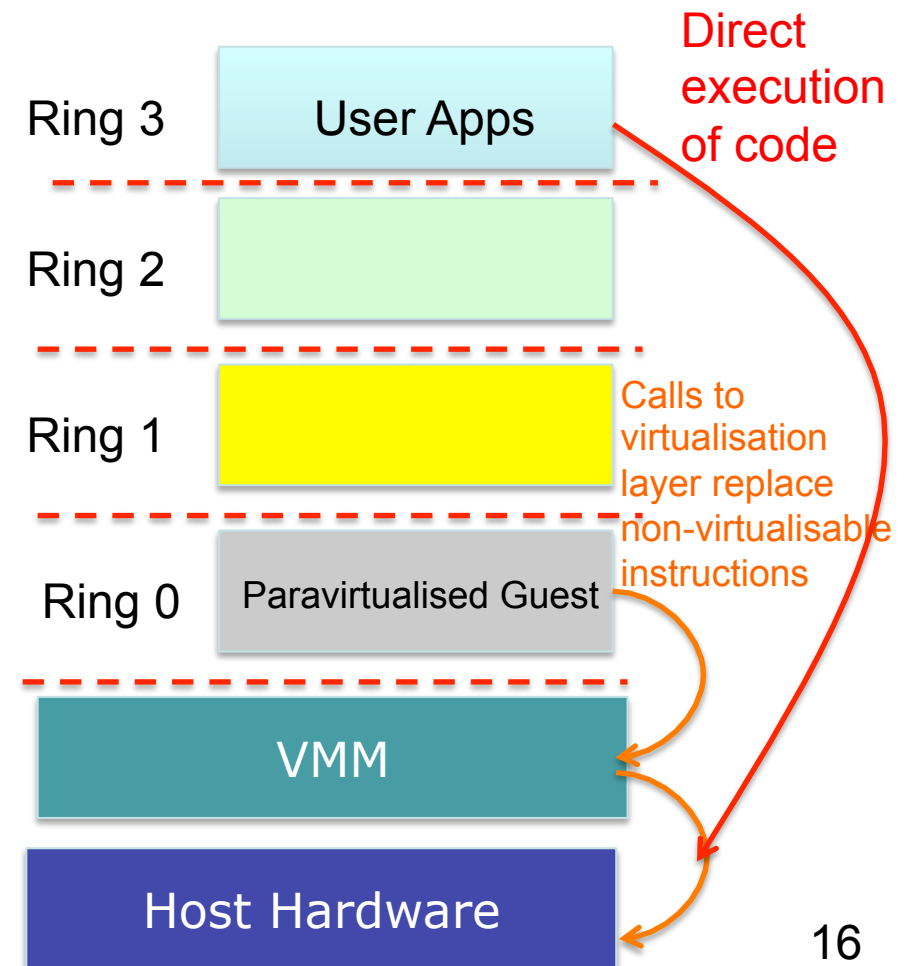 Direct
execution
of code
Ring 3
User Apps
Ring 2
Ring 1
Calls to
virtualisation
layer replace
non-virtualisable
instructions
Ring 0
Paravirtualised Guest
VMM
Host Hardware
16